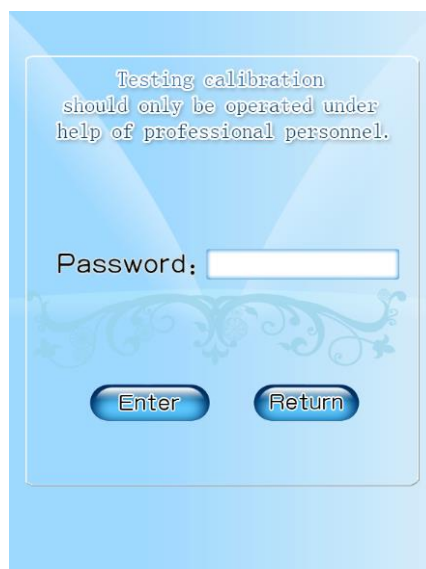 Testing calibration
should only be operated under
help of professional personnel.
Password:
Enter Return